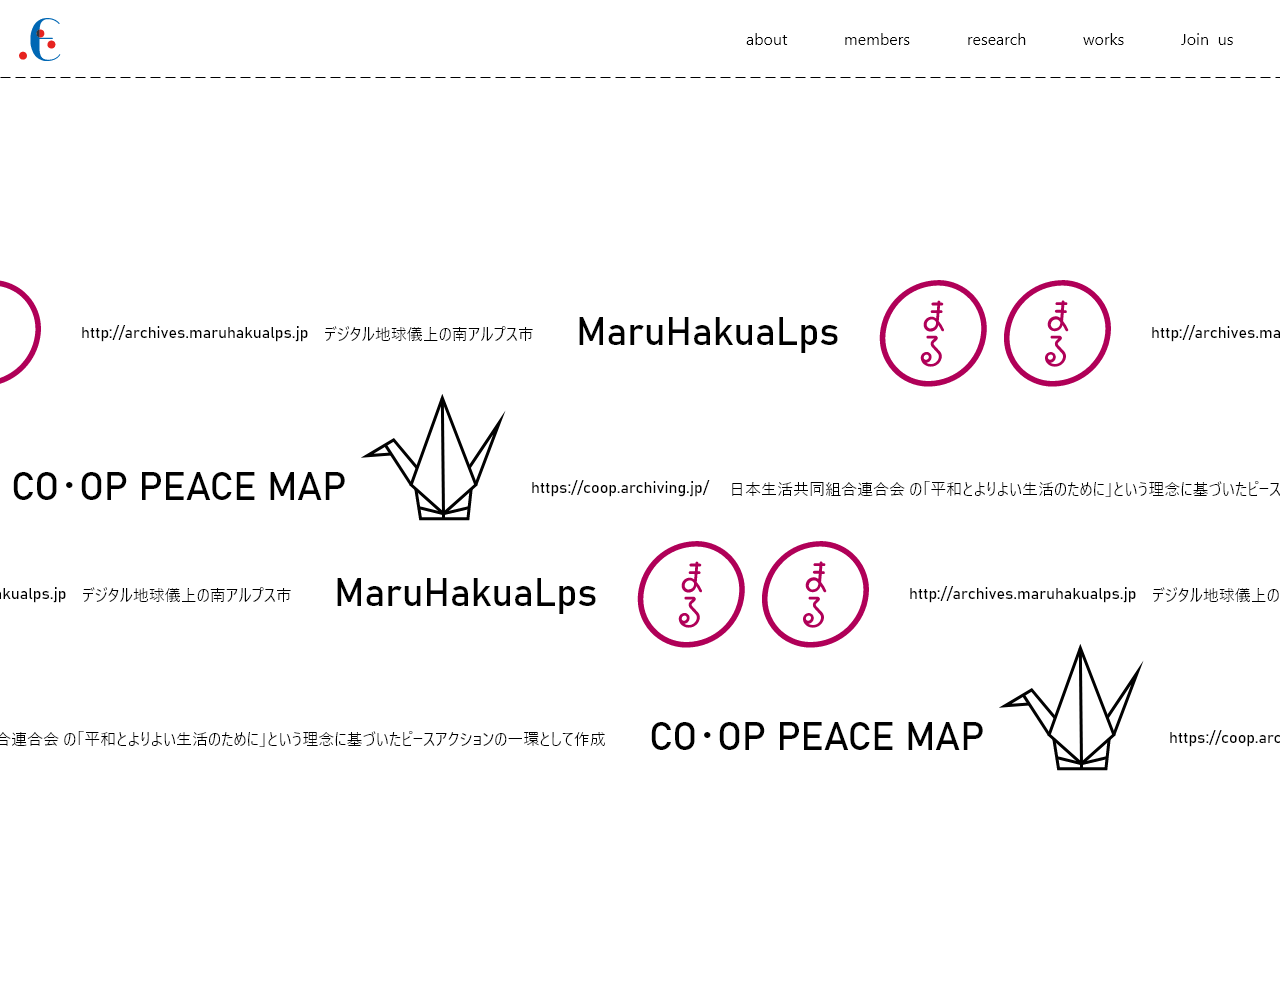 about members research works Join us
http://archives.maruhakualps.jp デジタル地球儀上の南アルプス市 MaruHakuaLps まる まる http://archives.ma
CO・OP PEACE MAP https://coop.archiving.jp/ 日本生活共同組合連合会 の「平和とよりよい生活のために」という理念に基づいたピース
akualps.jp デジタル地球儀上の南アルプス市 MaruHakuaLps まる まる http://archives.maruhakualps.jp デジタル地球儀上の
合連合会 の「平和とよりよい生活のために」という理念に基づいたピースアクションの一環として作成 CO・OP PEACE MAP https://coop.arc